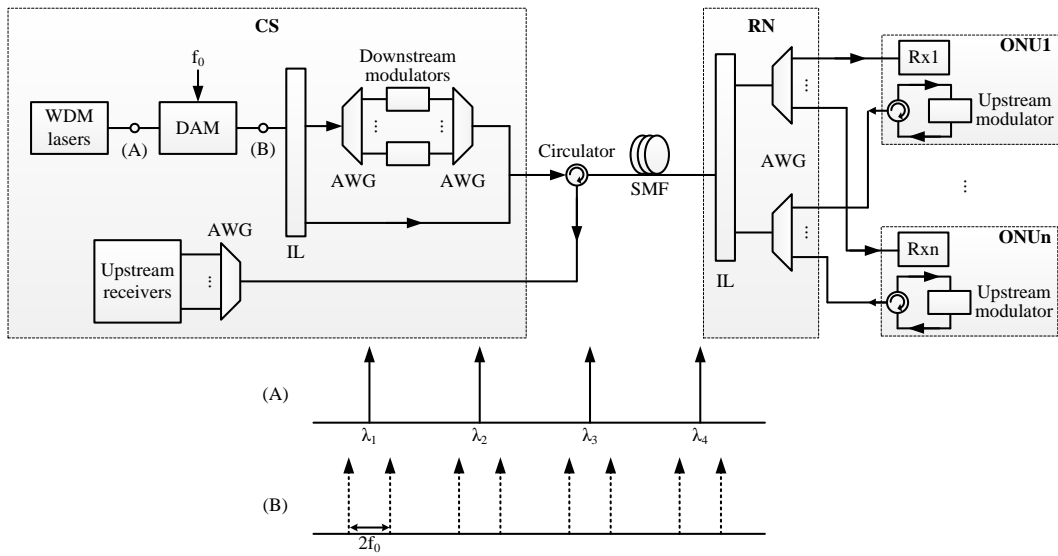 CS
RN
ONU1
f₀
Downstream
modulators
Rx1
WDM
lasers
DAM
(A)
(B)
Upstream
modulator
Circulator
AWG
AWG
AWG
SMF
...
AWG
IL
ONUn
Rxn
Upstream
receivers
IL
Upstream
modulator
(A)
λ₁
λ₂
λ₃
λ₄
(B)
2f₀